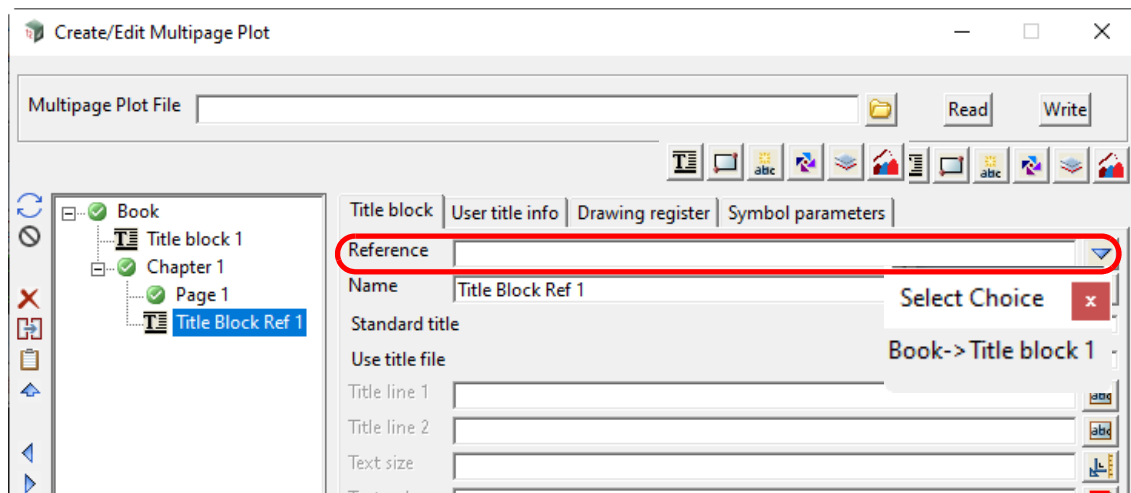 Create/Edit Multipage Plot
Multipage Plot File Read Write
Book
Title block 1
Chapter 1
Page 1
Title Block Ref 1
Title block User title info Drawing register Symbol parameters
Reference
Name Title Block Ref 1
Standard title
Use title file
Title line 1
Title line 2
Text size
Select Choice x
Book->Title block 1